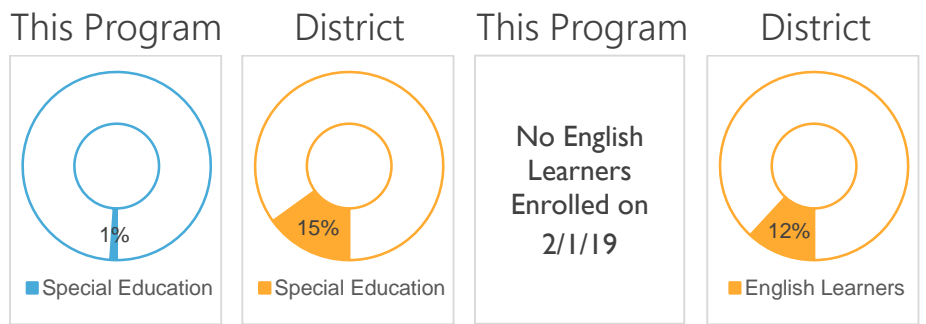 This Program
District
This Program
District
1%
Special Education
15%
Special Education
No English
Learners
Enrolled on
2/1/19
12%
English Learners